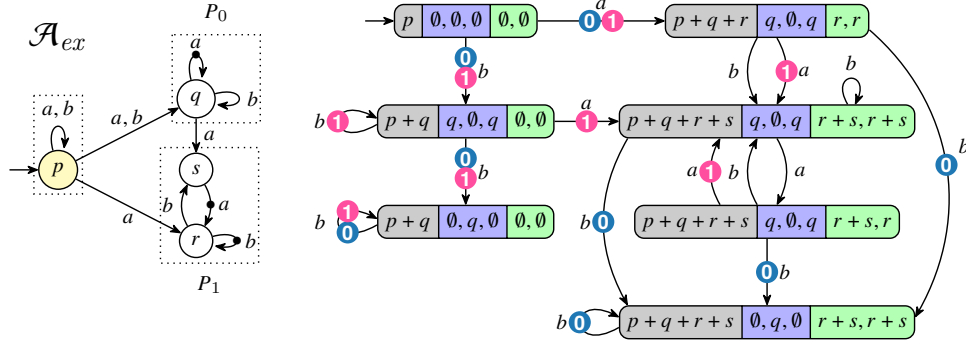 𝒜ex
P₀
a
q
b
a, b
a, b
p
a
s
a
b
a
r
b
P₁
p | ∅, ∅, ∅ | ∅, ∅
a
0 1
p + q + r | q, ∅, q | r, r
0
1 b
b
1 a
b
b 1
p + q | q, ∅, q | ∅, ∅
a
1
p + q + r + s | q, ∅, q | r + s, r + s
b
0
0
1 b
a 1
b
a
b 1
0
p + q | ∅, q, ∅ | ∅, ∅
b 0
p + q + r + s | q, ∅, q | r + s, r
0 b
b 0
p + q + r + s | ∅, q, ∅ | r + s, r + s